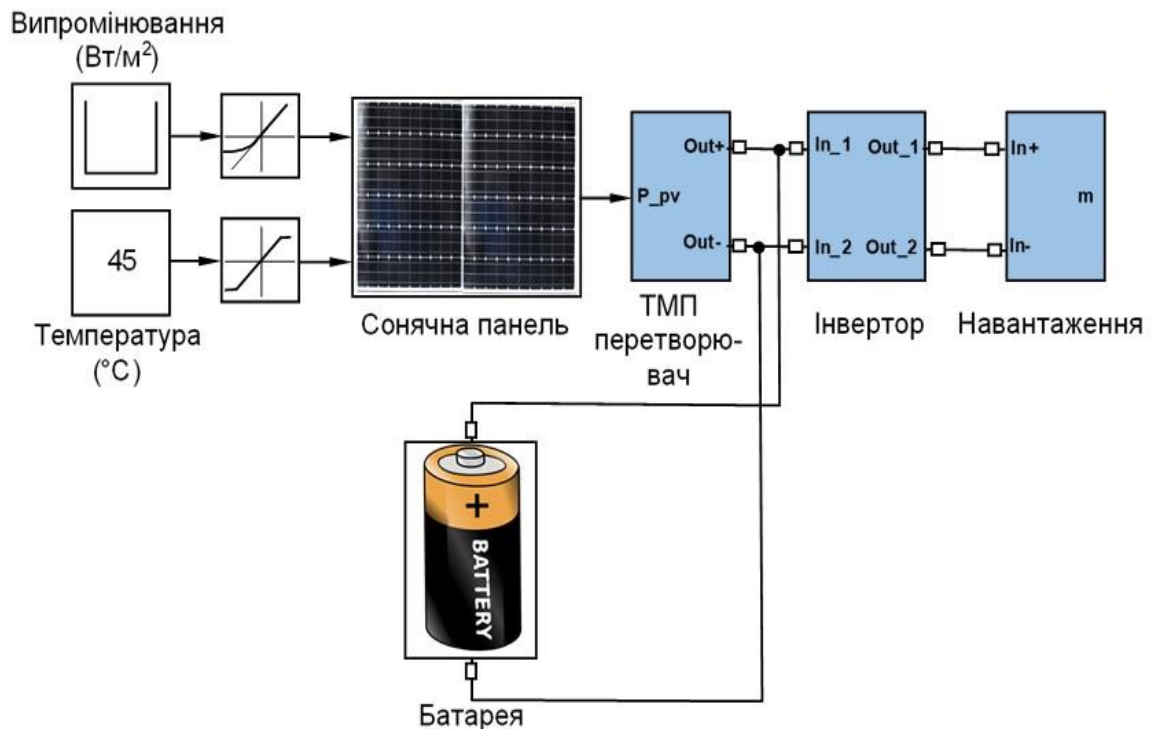 Випромінювання
(Вт/м²)
45
Температура
(°C)
Сонячна панель
P_pv
Out+
Out-
ТМП
перетворю-
вач
In_1
Out_1
In_2
Out_2
Інвертор
In+
m
In-
Навантаження
+
BATTERY
Батарея